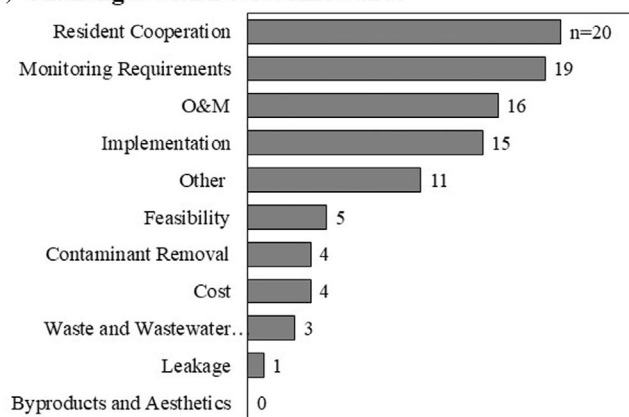 Resident Cooperation n=20
Monitoring Requirements 19
O&M 16
Implementation 15
Other 11
Feasibility 5
Contaminant Removal 4
Cost 4
Waste and Wastewater… 3
Leakage 1
Byproducts and Aesthetics 0